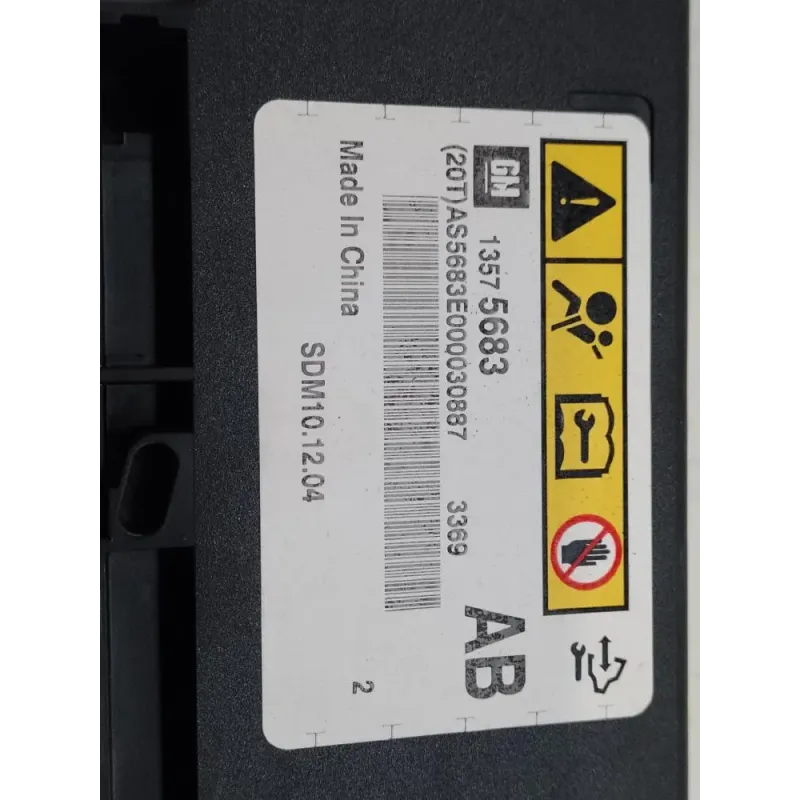 GM 1357 5683 AB
(20T)AS5683E000030887 3369
Made In China 2
SDM10.12.04